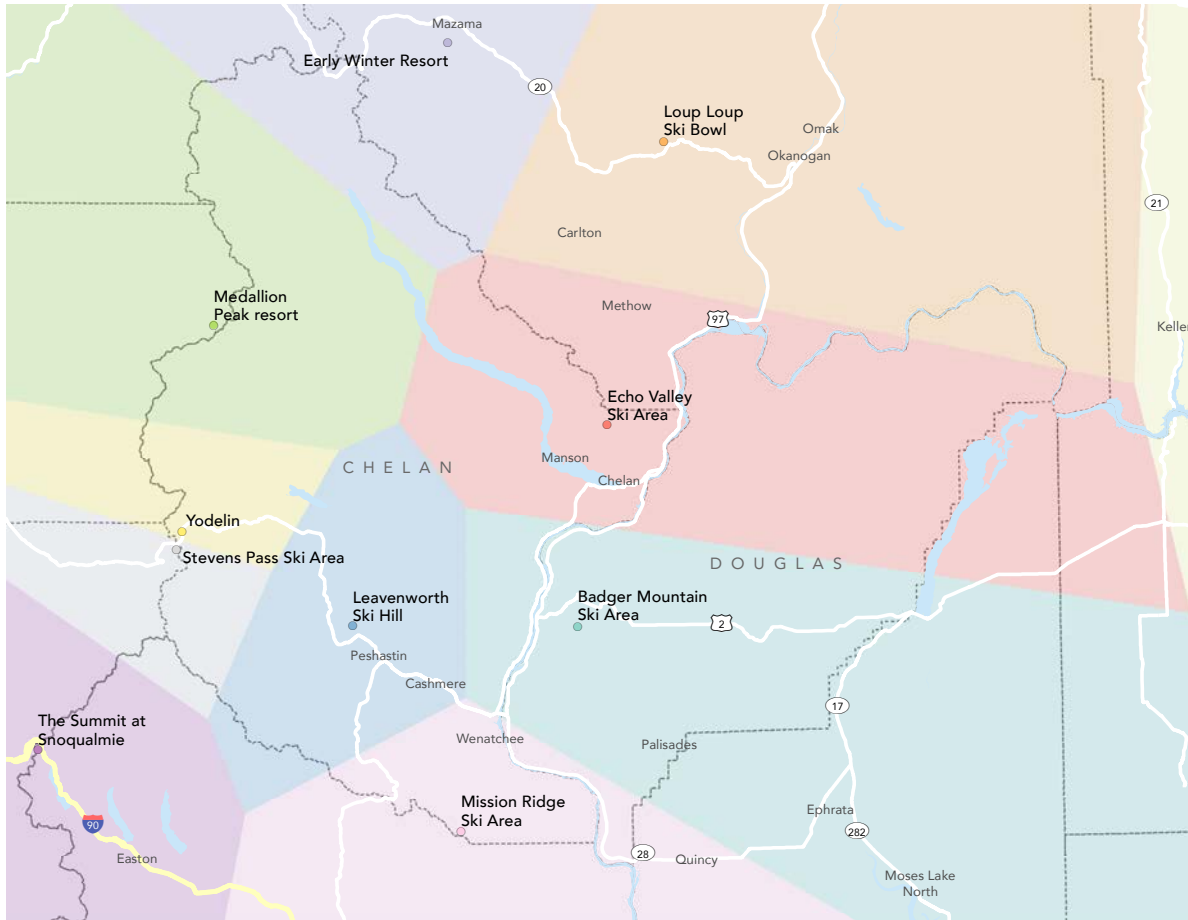 Mazama
Early Winter Resort
20
Loup Loup
Ski Bowl
Omak
Okanogan
21
Carlton
Medallion
Peak resort
Methow
97
Keller
Echo Valley
Ski Area
Manson
CHELAN
Chelan
Yodelin
Stevens Pass Ski Area
DOUGLAS
Leavenworth
Ski Hill
Badger Mountain
Ski Area
2
Peshastin
Cashmere
17
The Summit at
Snoqualmie
Wenatchee
Palisades
Mission Ridge
Ski Area
Ephrata
90
282
Easton
28
Quincy
Moses Lake
North